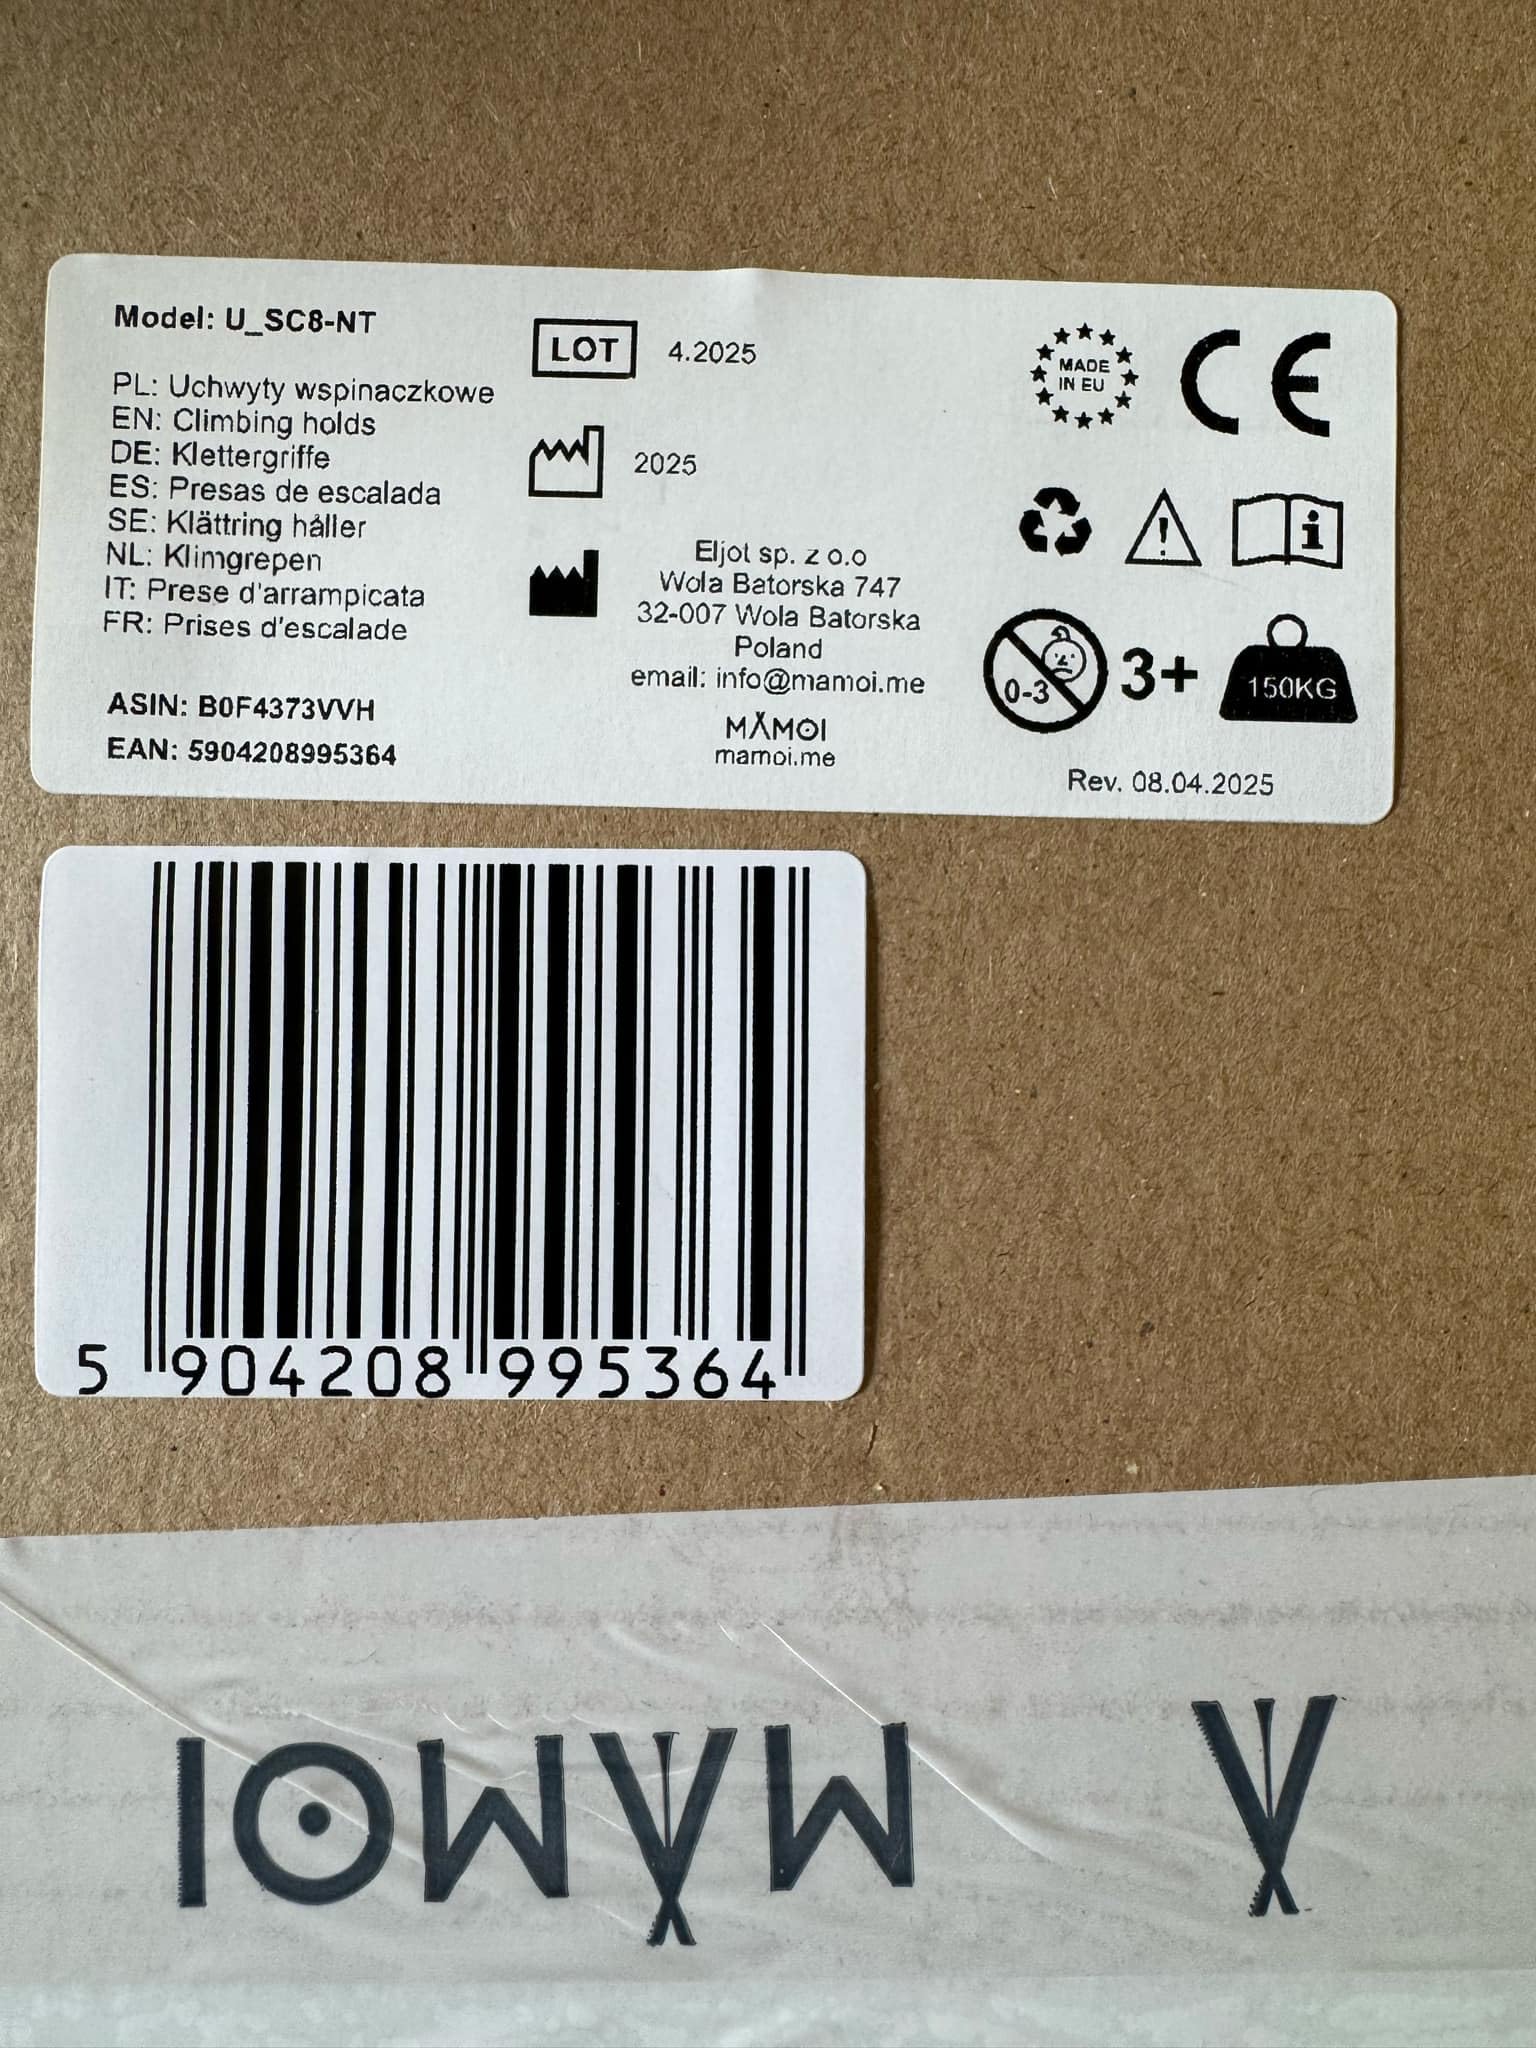 Model: U_SC8-NT
PL: Uchwyty wspinaczkowe
EN: Climbing holds
DE: Klettergriffe
ES: Presas de escalada
SE: Klättring håller
NL: Klimgrepen
IT: Prese d'arrampicata
FR: Prises d'escalade
ASIN: B0F4373VVH
EAN: 5904208995364
LOT 4.2025
2025
Eljot sp. z o.o
Wola Batorska 747
32-007 Wola Batorska
Poland
email: info@mamoi.me
MAMOI
mamoi.me
MADE
IN EU
CE
i
0-3 3+
150KG
Rev. 08.04.2025
5 904208 995364
MAMOI